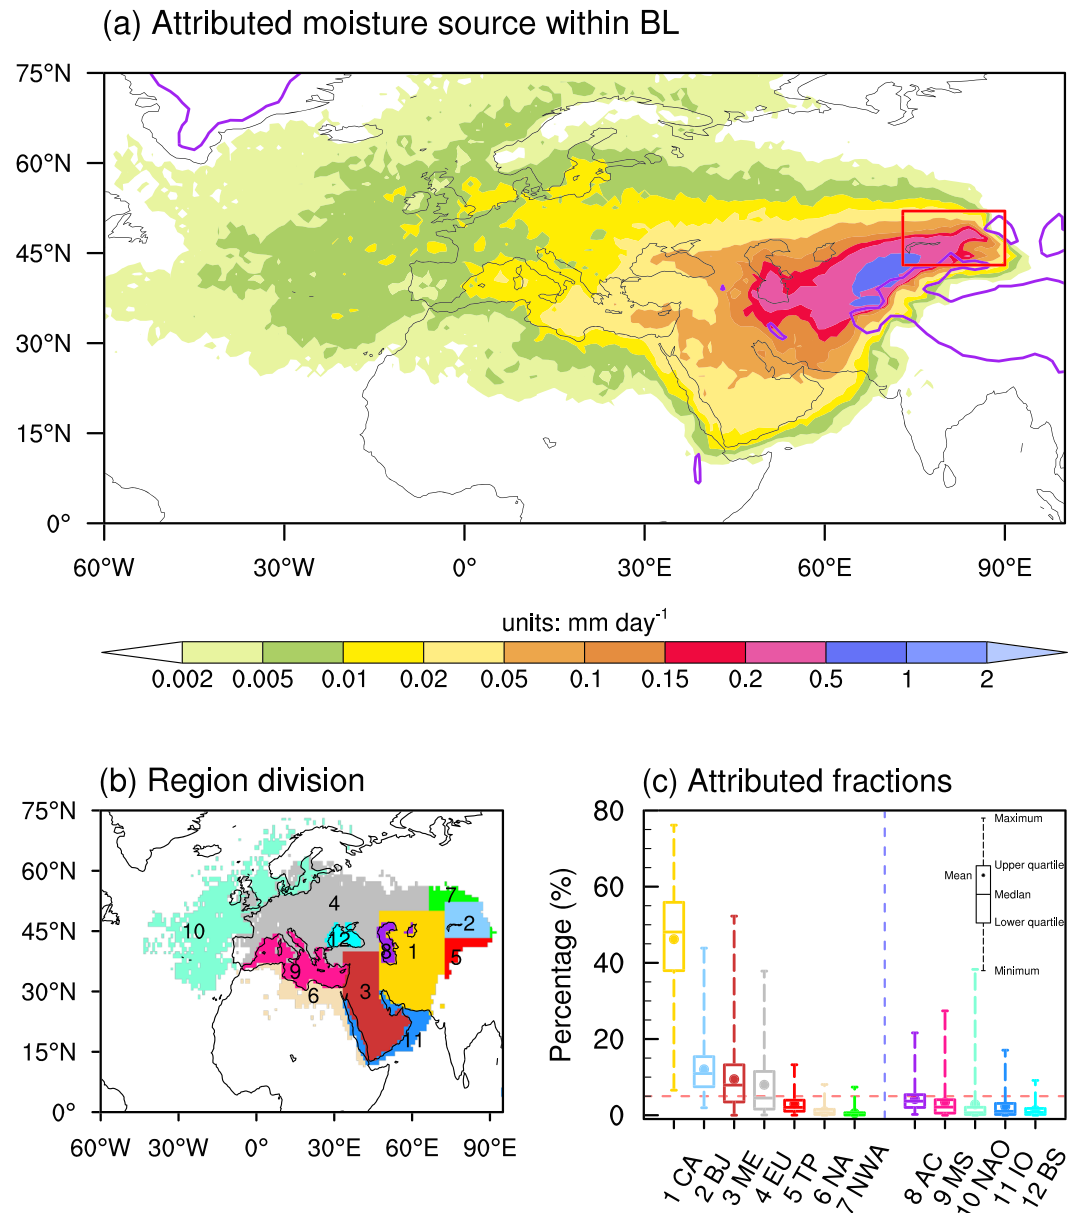 (a) Attributed moisture source within BL
75°N
60°N
45°N
30°N
15°N
0°
60°W 30°W 0° 30°E 60°E 90°E
units: mm day-1
0.002 0.005 0.01 0.02 0.05 0.1 0.15 0.2 0.5 1 2
(b) Region division
75°N
60°N
45°N
30°N
15°N
0°
60°W 30°W 0° 30°E 60°E 90°E
7
4
2
10
12
8
1
5
9
3
6
11
(c) Attributed fractions
Percentage (%)
80
60
40
20
0
Maximum
Upper quartile
Mean
Median
Lower quartile
Minimum
1 CA
2 BJ
3 ME
4 EU
5 TP
6 NA
7 NWA
8 AC
9 MS
10 NAO
11 IO
12 BS